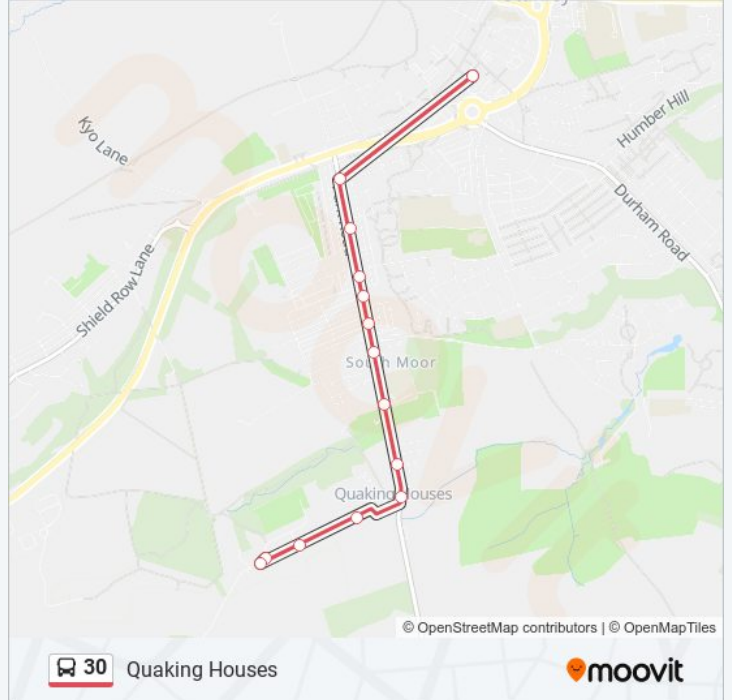 Kyo Lane
Humber Hill
Durham Road
Shield Row Lane
South Moor
Quaking Houses
© OpenStreetMap contributors | © OpenMapTiles
30 Quaking Houses
moovit